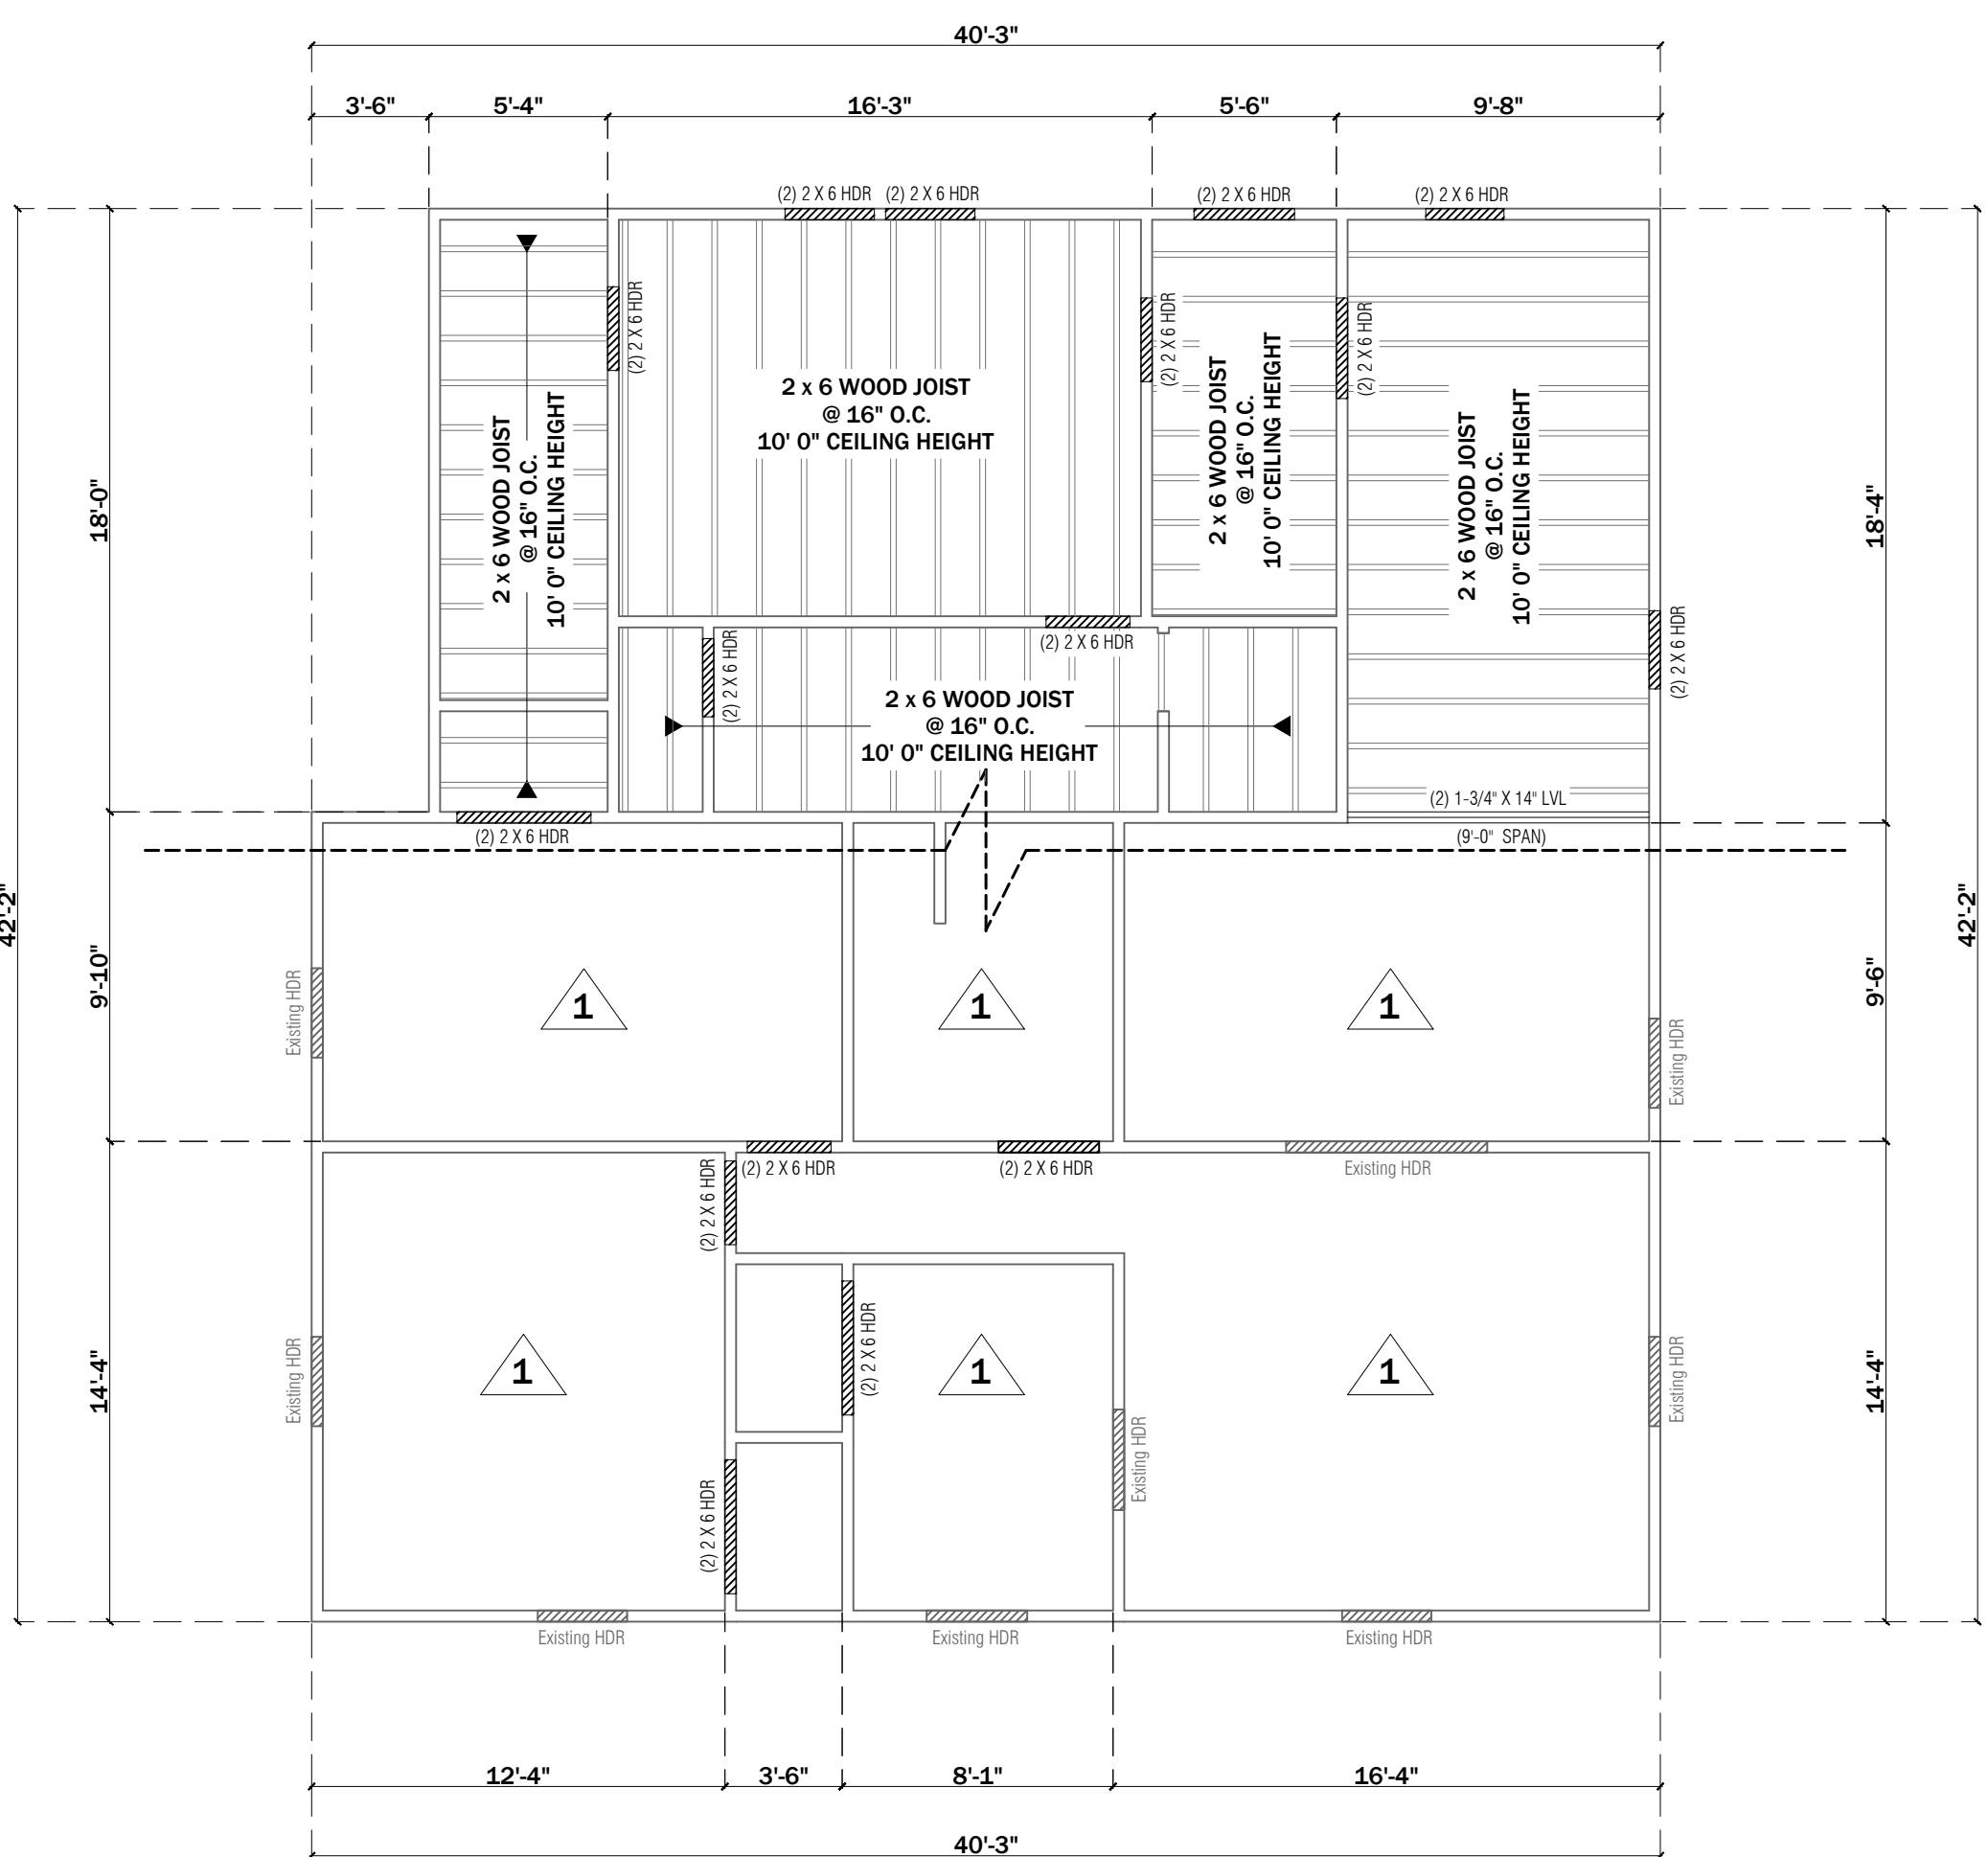 40'-3"
3'-6"
5'-4"
16'-3"
5'-6"
9'-8"
(2) 2 X 6 HDR
(2) 2 X 6 HDR
(2) 2 X 6 HDR
(2) 2 X 6 HDR
(2) 2 X 6 HDR
(2) 2 X 6 HDR
(2) 2 X 6 HDR
2 x 6 WOOD JOIST
@ 16" O.C.
10' 0" CEILING HEIGHT
2 x 6 WOOD JOIST
@ 16" O.C.
10' 0" CEILING HEIGHT
2 x 6 WOOD JOIST
@ 16" O.C.
10' 0" CEILING HEIGHT
2 x 6 WOOD JOIST
@ 16" O.C.
10' 0" CEILING HEIGHT
18'-0"
18'-4"
(2) 2 X 6 HDR
(2) 2 X 6 HDR
(2) 2 X 6 HDR
2 x 6 WOOD JOIST
@ 16" O.C.
10' 0" CEILING HEIGHT
(2) 1-3/4" X 14" LVL
(2) 2 X 6 HDR
(9'-0" SPAN)
42'-2"
42'-2"
9'-10"
9'-6"
Existing HDR
1
1
1
Existing HDR
(2) 2 X 6 HDR
(2) 2 X 6 HDR
Existing HDR
(2) 2 X 6 HDR
(2) 2 X 6 HDR
14'-4"
Existing HDR
1
1
1
Existing HDR
14'-4"
Existing HDR
(2) 2 X 6 HDR
Existing HDR
Existing HDR
Existing HDR
12'-4"
3'-6"
8'-1"
16'-4"
40'-3"